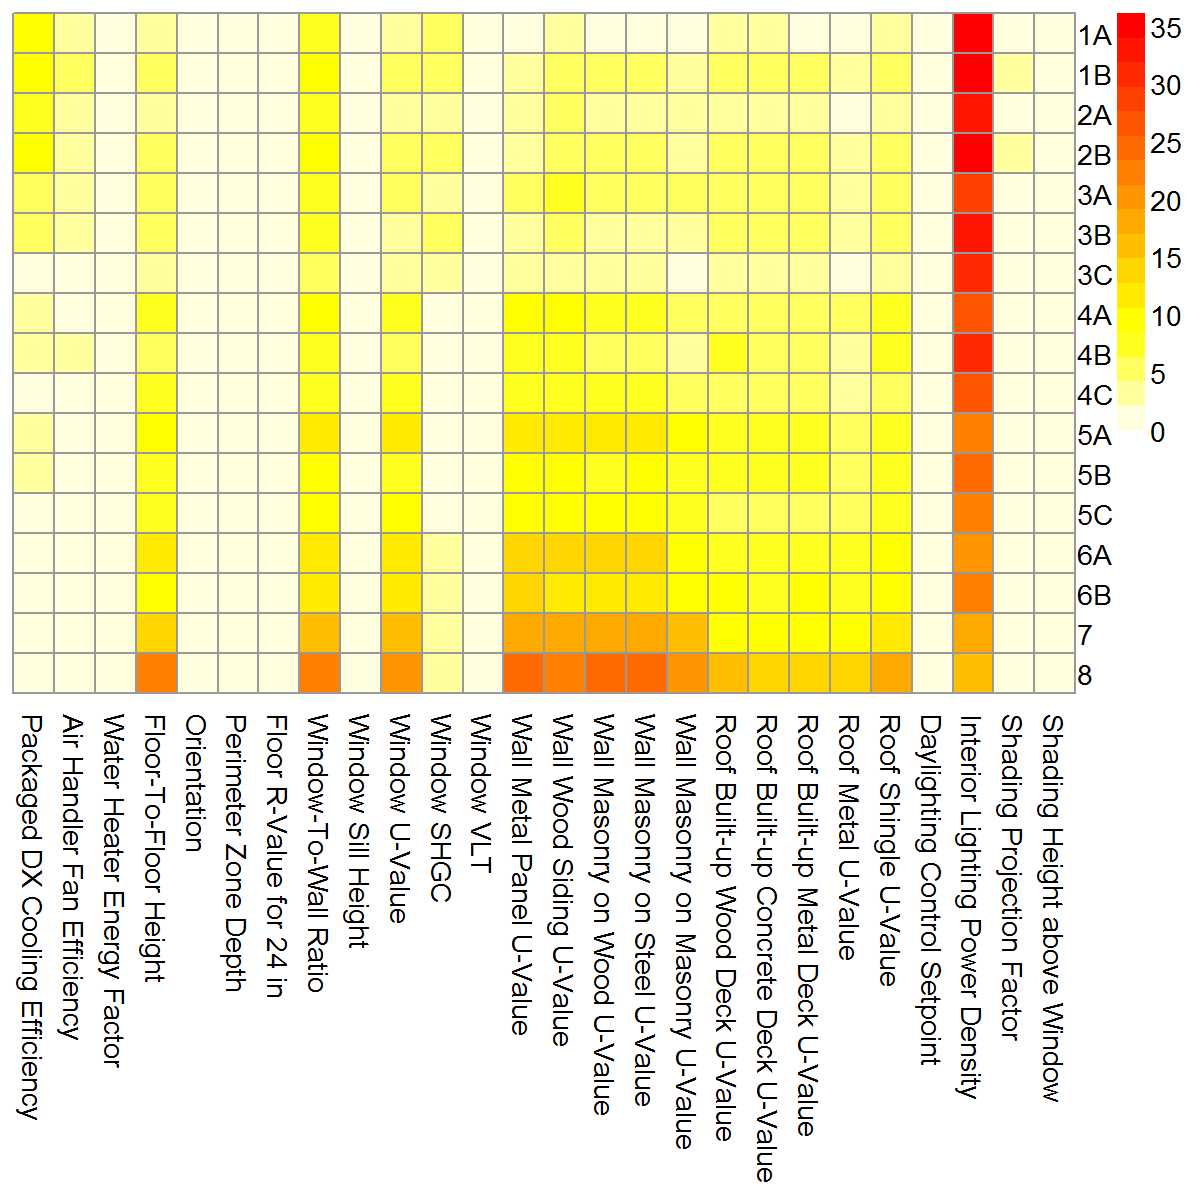 1A
1B
2A
2B
3A
3B
3C
4A
4B
4C
5A
5B
5C
6A
6B
7
8
35
30
25
20
15
10
5
0
Packaged DX Cooling Efficiency
Air Handler Fan Efficiency
Water Heater Energy Factor
Floor-To-Floor Height
Orientation
Perimeter Zone Depth
Floor R-Value for 24 in
Window-To-Wall Ratio
Window Sill Height
Window U-Value
Window SHGC
Window VLT
Wall Metal Panel U-Value
Wall Wood Siding U-Value
Wall Masonry on Wood U-Value
Wall Masonry on Steel U-Value
Wall Masonry on Masonry U-Value
Roof Built-up Wood Deck U-Value
Roof Built-up Concrete Deck U-Value
Roof Built-up Metal Deck U-Value
Roof Metal U-Value
Roof Shingle U-Value
Daylighting Control Setpoint
Interior Lighting Power Density
Shading Projection Factor
Shading Height above Window